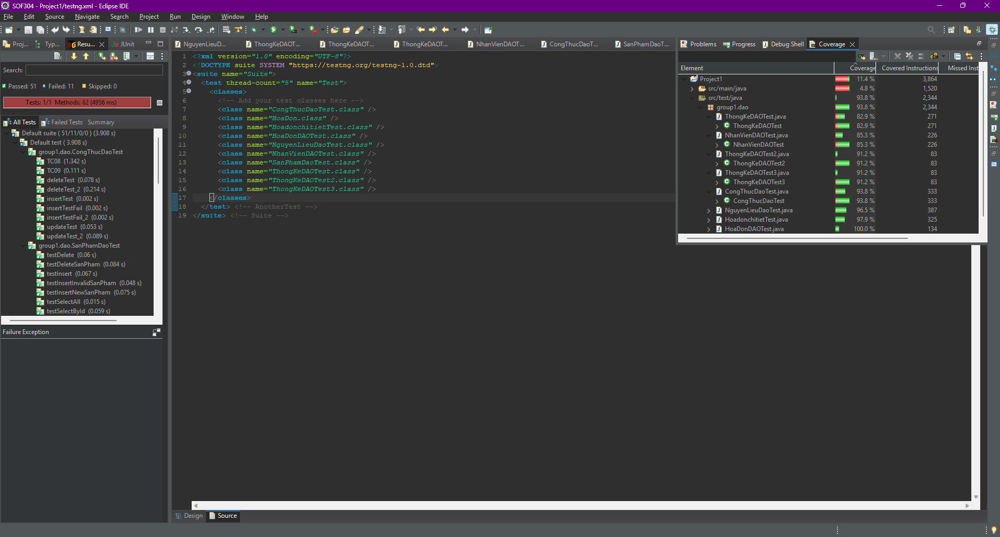 SOF304 - Project1/testng.xml - Eclipse IDE
File Edit Source Navigate Search Project Run Design Window Help
Proj... Typ... Resu... JUnit
Search:
Passed: 51 Failed: 11 Skipped: 0
Tests: 1/1 Methods: 62 (4956 ms)
All Tests Failed Tests Summary
Default suite ( 51/11/0/0 ) (3.908 s)
Default test ( 3.908 s)
group1.dao.CongThucDaoTest
TC08 (1.342 s)
TC09 (0.111 s)
deleteTest (0.078 s)
deleteTest_2 (0.214 s)
insertTest (0.002 s)
insertTestFail (0.002 s)
insertTestFail_2 (0.002 s)
updateTest (0.053 s)
updateTest_2 (0.089 s)
group1.dao.SanPhamDaoTest
testDelete (0.06 s)
testDeleteSanPham (0.084 s)
testInsert (0.067 s)
testInsertInvalidSanPham (0.048 s)
testInsertNewSanPham (0.075 s)
testSelectAll (0.015 s)
testSelectById (0.059 s)
Failure Exception
NguyenLieuD... ThongKeDAOT... ThongKeDAOT... ThongKeDAOT... NhanVienDAOT... CongThucDaoT... SanPhamDaoT...
1 <?xml version="1.0" encoding="UTF-8"?>
2 <!DOCTYPE suite SYSTEM "https://testng.org/testng-1.0.dtd">
3 <suite name="Suite">
4 <test thread-count="5" name="Test">
5 <classes>
6 <!-- Add your test classes here -->
7 <class name="CongThucDaoTest.class" />
8 <class name="HoaDon.class" />
9 <class name="HoadonchitietTest.class" />
10 <class name="HoaDonDAOTest.class" />
11 <class name="NguyenLieuDaoTest.class" />
12 <class name="NhanVienDAOTest.class" />
13 <class name="SanPhamDaoTest.class" />
14 <class name="ThongKeDAOTest.class" />
15 <class name="ThongKeDAOTest2.class" />
16 <class name="ThongKeDAOTest3.class" />
17 </classes>
18 </test> <!-- AnotherTest -->
19 </suite> <!-- Suite -->
Design Source
Problems Progress Debug Shell Coverage
Element Coverage Covered Instructions Missed Inst
Project1 11.4 % 3,864
src/main/java 4.8 % 1,520
src/test/java 93.8 % 2,344
group1.dao 93.8 % 2,344
ThongKeDAOTest.java 82.9 % 271
ThongKeDAOTest 82.9 % 271
NhanVienDAOTest.java 85.3 % 226
NhanVienDAOTest 85.3 % 226
ThongKeDAOTest2.java 91.2 % 83
ThongKeDAOTest2 91.2 % 83
ThongKeDAOTest3.java 91.2 % 83
ThongKeDAOTest3 91.2 % 83
CongThucDaoTest.java 93.8 % 333
CongThucDaoTest 93.8 % 333
NguyenLieuDaoTest.java 96.5 % 387
HoadonchitietTest.java 97.9 % 325
HoaDonDAOTest.java 100.0 % 134